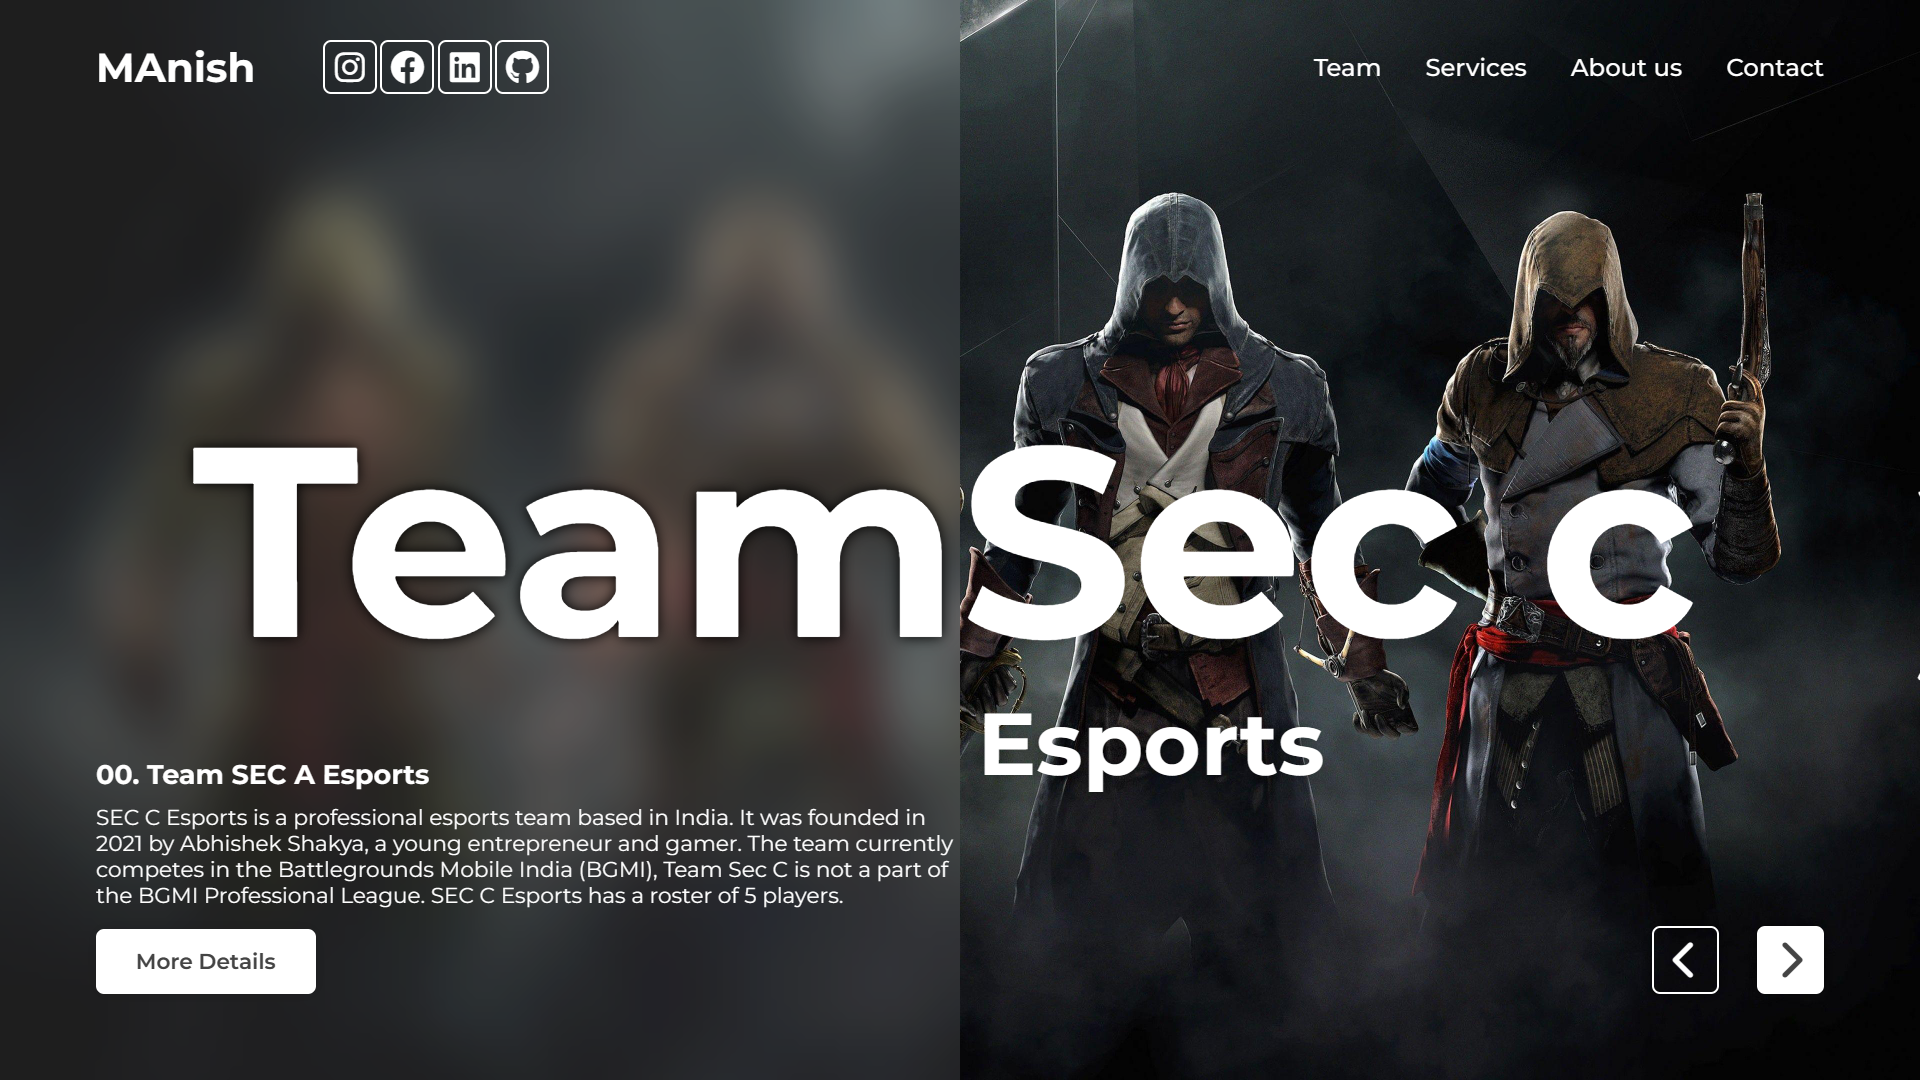 MAnish
Team Services About us Contact
TeamSec c
Esports
00. Team SEC A Esports
SEC C Esports is a professional esports team based in India. It was founded in
2021 by Abhishek Shakya, a young entrepreneur and gamer. The team currently
competes in the Battlegrounds Mobile India (BGMI), Team Sec C is not a part of
the BGMI Professional League. SEC C Esports has a roster of 5 players.
More Details